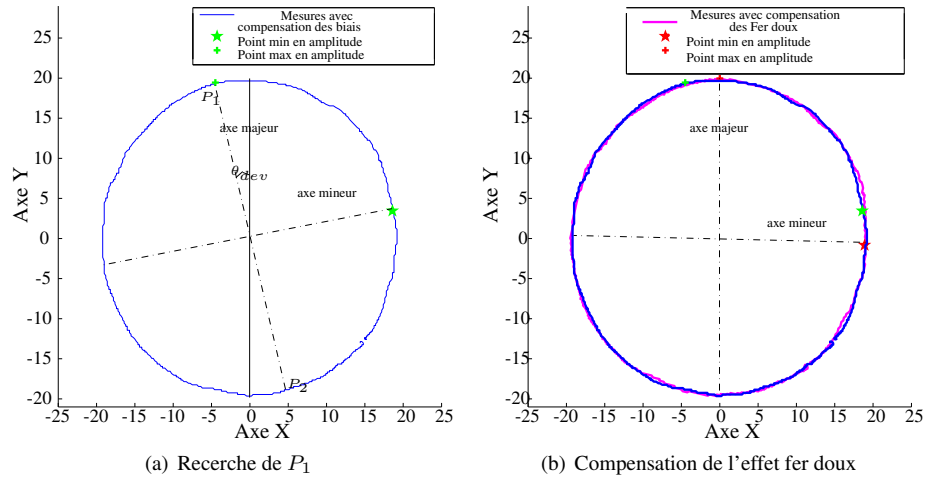 Mesures avec
compensation des biais
Point min en amplitude
Point max en amplitude
25
20
15
10
5
0
-5
-10
-15
-20
-25 -20 -15 -10 -5 0 5 10 15 20 25
Axe Y
Axe X
P1
axe majeur
θdev
axe mineur
P2
(a) Recerche de P1
Mesures avec compensation
des Fer doux
Point min en amplitude
Point max en amplitude
25
20
15
10
5
0
-5
-10
-15
-20
-25 -20 -15 -10 -5 0 5 10 15 20 25
Axe Y
Axe X
axe majeur
axe mineur
(b) Compensation de l'effet fer doux